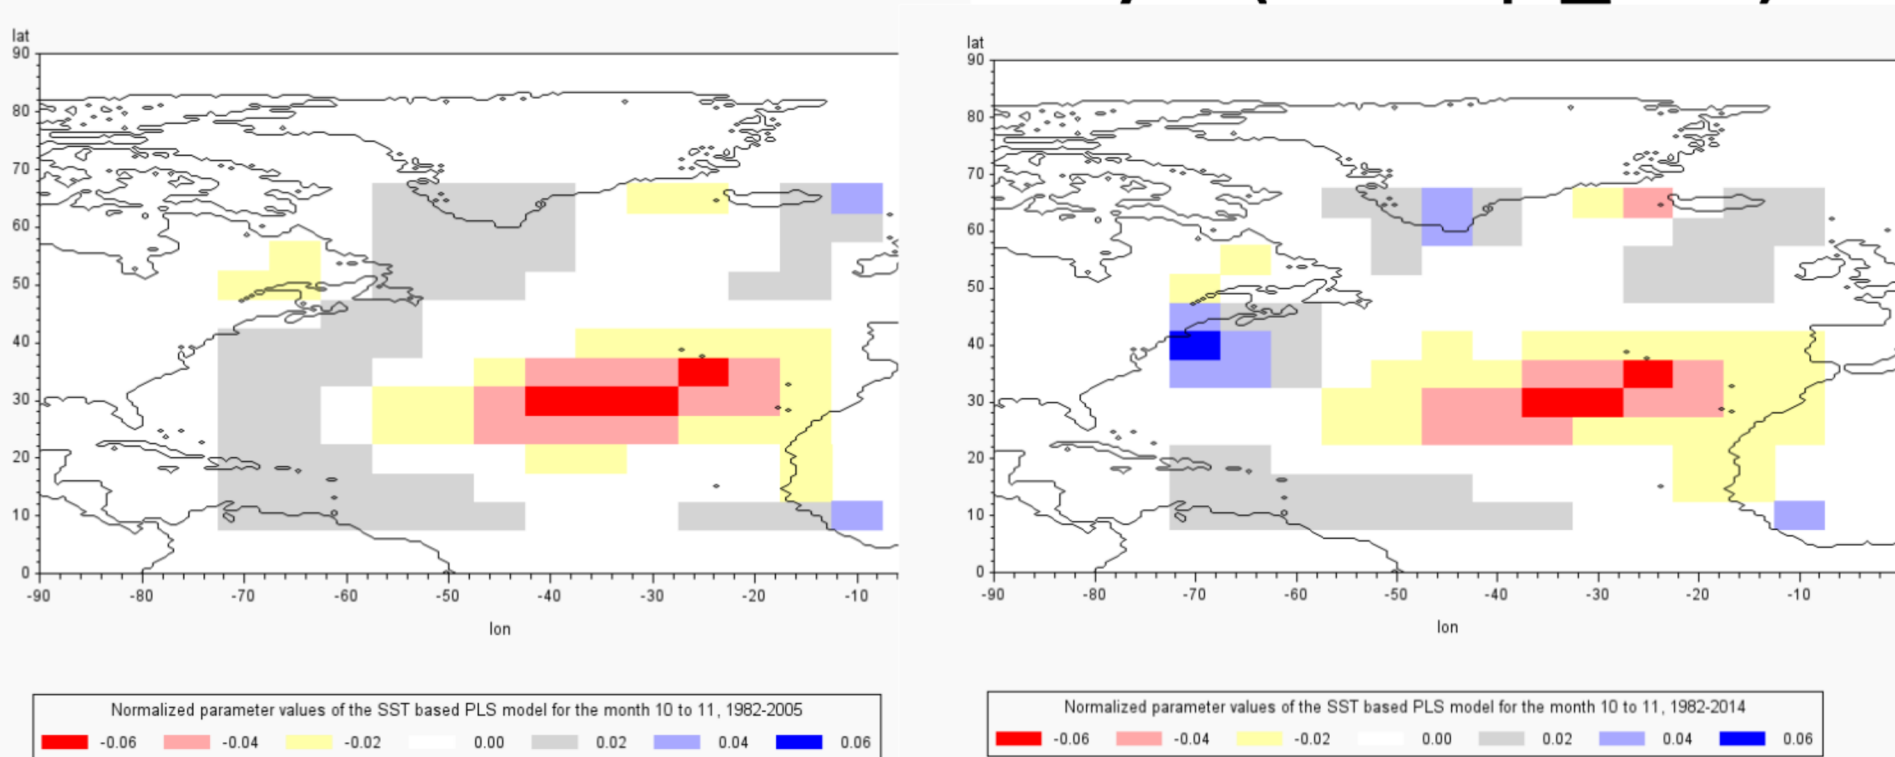 lat
90
80
70
60
50
40
30
20
10
0
-90 -80 -70 -60 -50 -40 -30 -20 -10
lon
Normalized parameter values of the SST based PLS model for the month 10 to 11, 1982-2005
-0.06 -0.04 -0.02 0.00 0.02 0.04 0.06
lat
90
80
70
60
50
40
30
20
10
0
-90 -80 -70 -60 -50 -40 -30 -20 -10
lon
Normalized parameter values of the SST based PLS model for the month 10 to 11, 1982-2014
-0.06 -0.04 -0.02 0.00 0.02 0.04 0.06